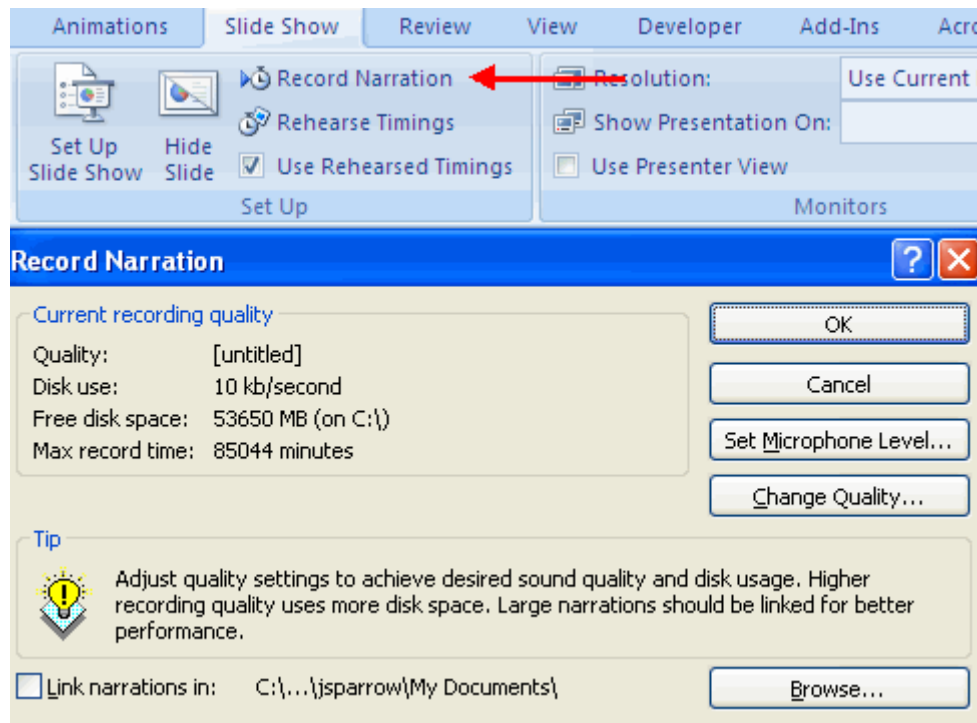 Animations Slide Show Review View Developer Add-Ins Acro
Record Narration Resolution: Use Current
Rehearse Timings Show Presentation On:
Set Up Slide Show
Hide Slide
Use Rehearsed Timings Use Presenter View
Set Up Monitors
Record Narration
Current recording quality
Quality: [untitled]
Disk use: 10 kb/second
Free disk space: 53650 MB (on C:\)
Max record time: 85044 minutes
OK
Cancel
Set Microphone Level...
Change Quality...
Tip
Adjust quality settings to achieve desired sound quality and disk usage. Higher
recording quality uses more disk space. Large narrations should be linked for better
performance.
Link narrations in: C:\...\jsparrow\My Documents\
Browse...